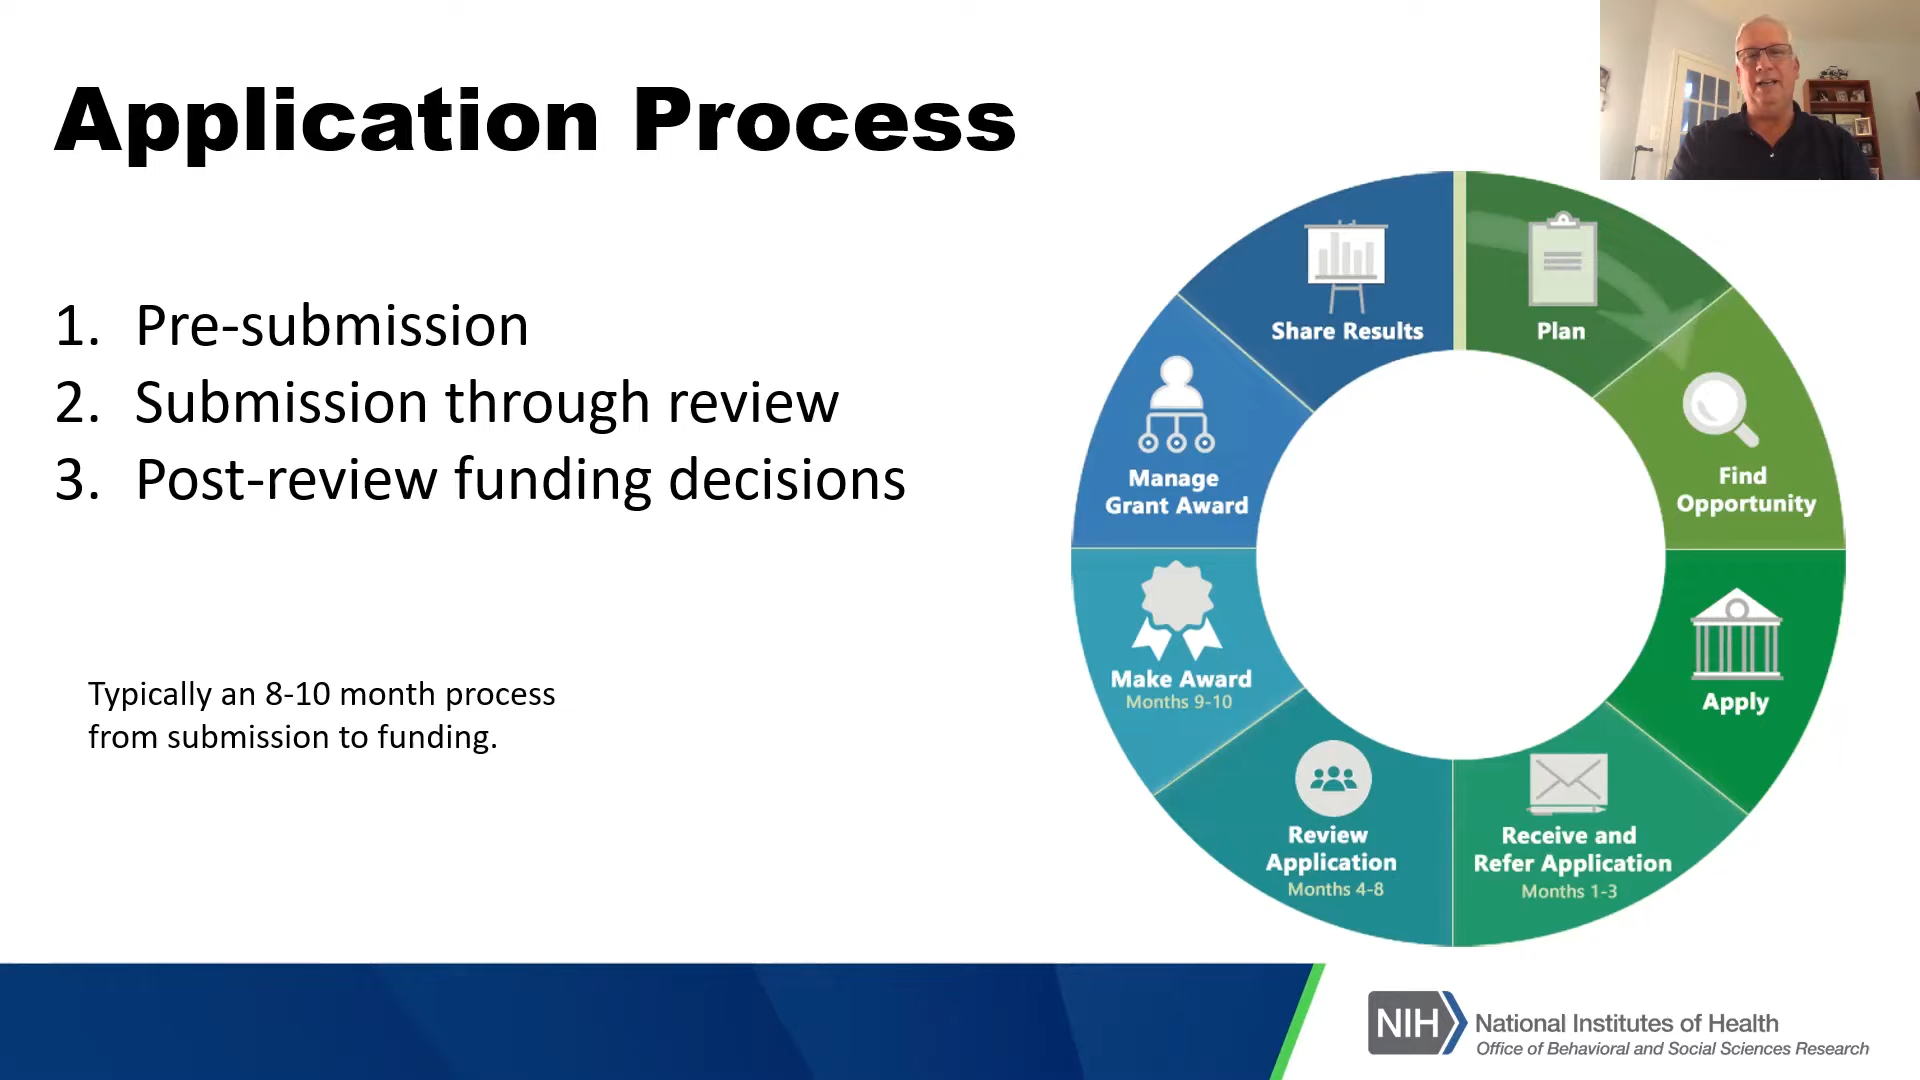 Application Process
1. Pre-submission
2. Submission through review
3. Post-review funding decisions
Typically an 8-10 month process
from submission to funding.
Plan
Find
Opportunity
Apply
Receive and
Refer Application
Months 1-3
Review
Application
Months 4-8
Make Award
Months 9-10
Manage
Grant Award
Share Results
NIH
National Institutes of Health
Office of Behavioral and Social Sciences Research